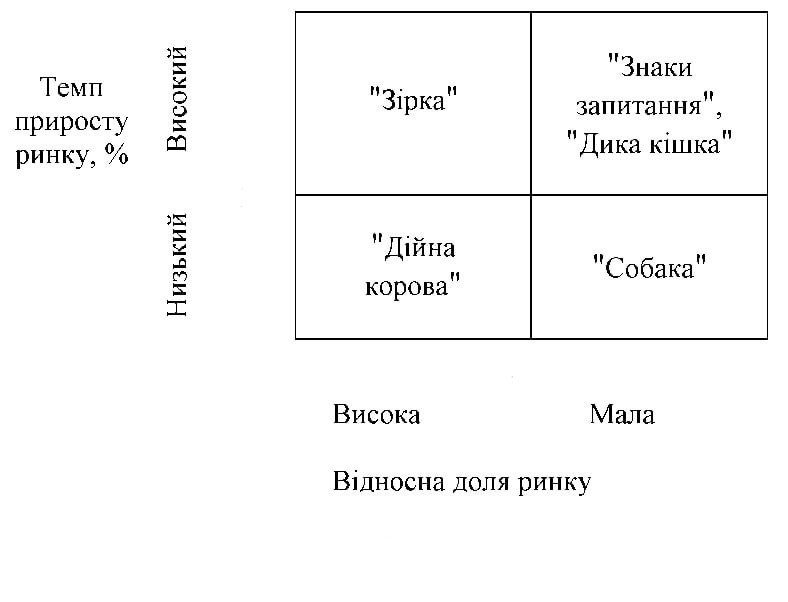 Темп
приросту
ринку, %
Високий
"Зірка"
"Знаки
запитання",
"Дика кішка"
Низький
"Дійна
корова"
"Собака"
Висока
Мала
Відносна доля ринку